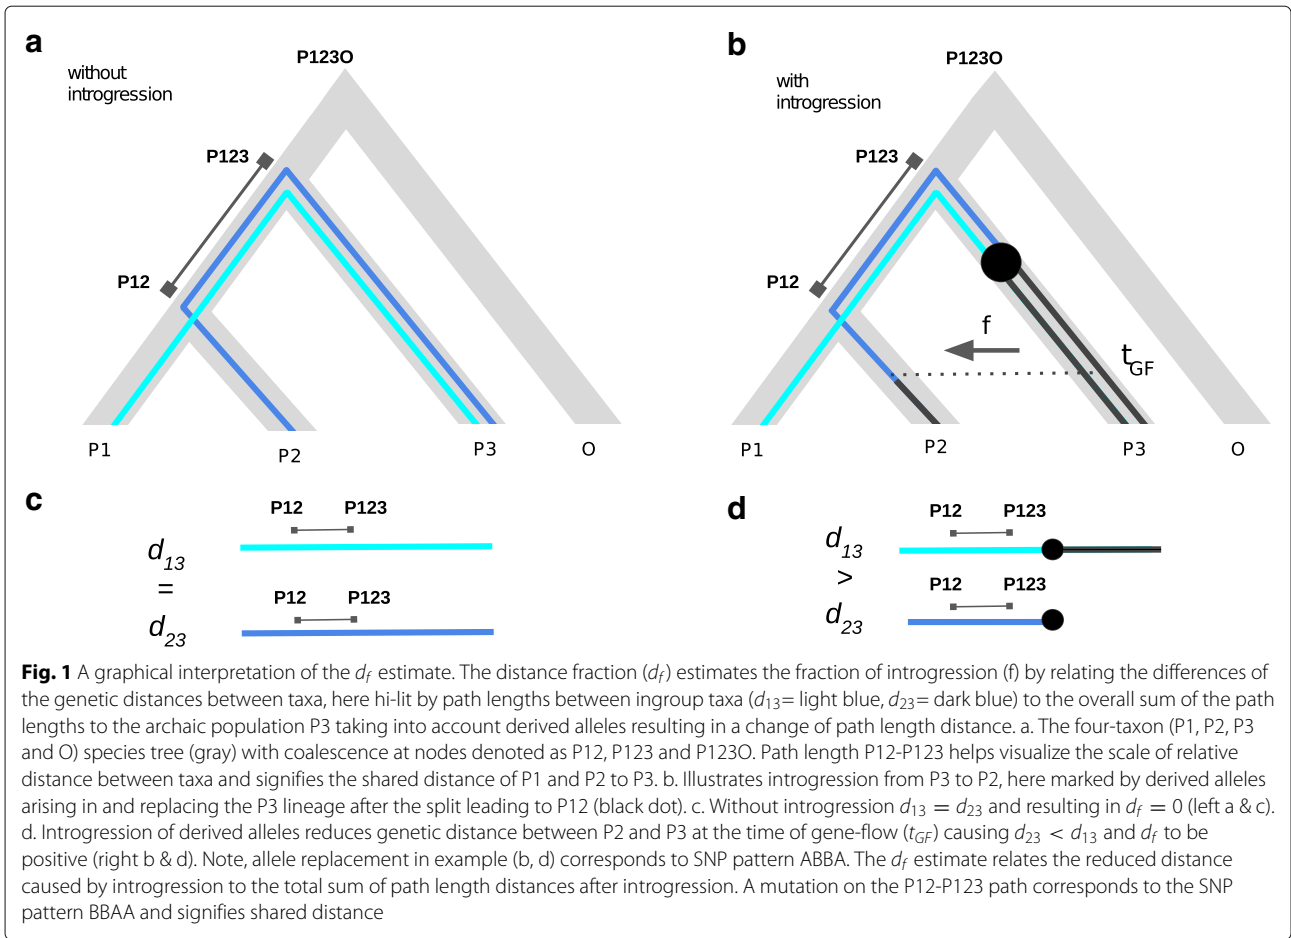 a
without
introgression
P123O
P123
P12
P1
P2
P3
O
b
with
introgression
P123O
P123
P12
f
tGF
P1
P2
P3
O
c
P12 P123
d13
=
P12 P123
d23
d
P12 P123
d13
>
P12 P123
d23
Fig. 1 A graphical interpretation of the df estimate. The distance fraction (df) estimates the fraction of introgression (f) by relating the differences of
the genetic distances between taxa, here hi-lit by path lengths between ingroup taxa (d13= light blue, d23= dark blue) to the overall sum of the path
lengths to the archaic population P3 taking into account derived alleles resulting in a change of path length distance. a. The four-taxon (P1, P2, P3
and O) species tree (gray) with coalescence at nodes denoted as P12, P123 and P123O. Path length P12-P123 helps visualize the scale of relative
distance between taxa and signifies the shared distance of P1 and P2 to P3. b. Illustrates introgression from P3 to P2, here marked by derived alleles
arising in and replacing the P3 lineage after the split leading to P12 (black dot). c. Without introgression d13 = d23 and resulting in df = 0 (left a & c).
d. Introgression of derived alleles reduces genetic distance between P2 and P3 at the time of gene-flow (tGF) causing d23 < d13 and df to be
positive (right b & d). Note, allele replacement in example (b, d) corresponds to SNP pattern ABBA. The df estimate relates the reduced distance
caused by introgression to the total sum of path length distances after introgression. A mutation on the P12-P123 path corresponds to the SNP
pattern BBAA and signifies shared distance